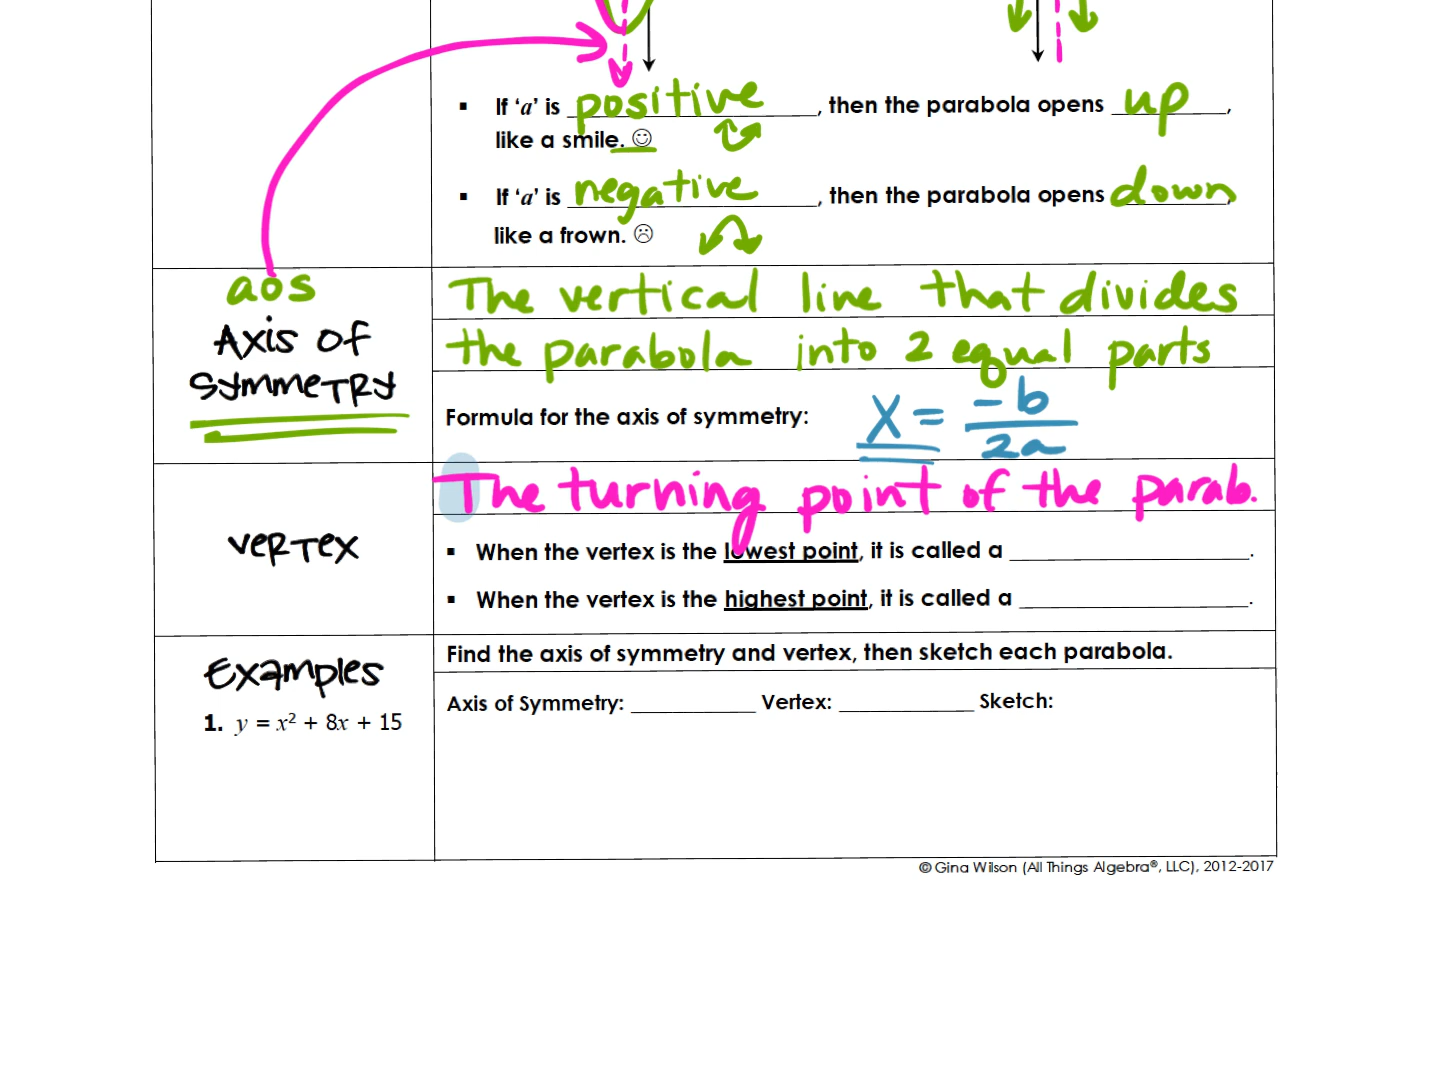 If 'a' is positive, then the parabola opens up,
like a smile. ☺
If 'a' is negative, then the parabola opens down,
like a frown. ☹
aos
Axis of
Symmetry
The vertical line that divides
the parabola into 2 equal parts
Formula for the axis of symmetry: x = -b/2a
Vertex
The turning point of the parab.
When the vertex is the lowest point, it is called a ____________________.
When the vertex is the highest point, it is called a ____________________.
Examples
1. y = x² + 8x + 15
Find the axis of symmetry and vertex, then sketch each parabola.
Axis of Symmetry: ___________ Vertex: ____________ Sketch:
© Gina Wilson (All Things Algebra®, LLC), 2012-2017